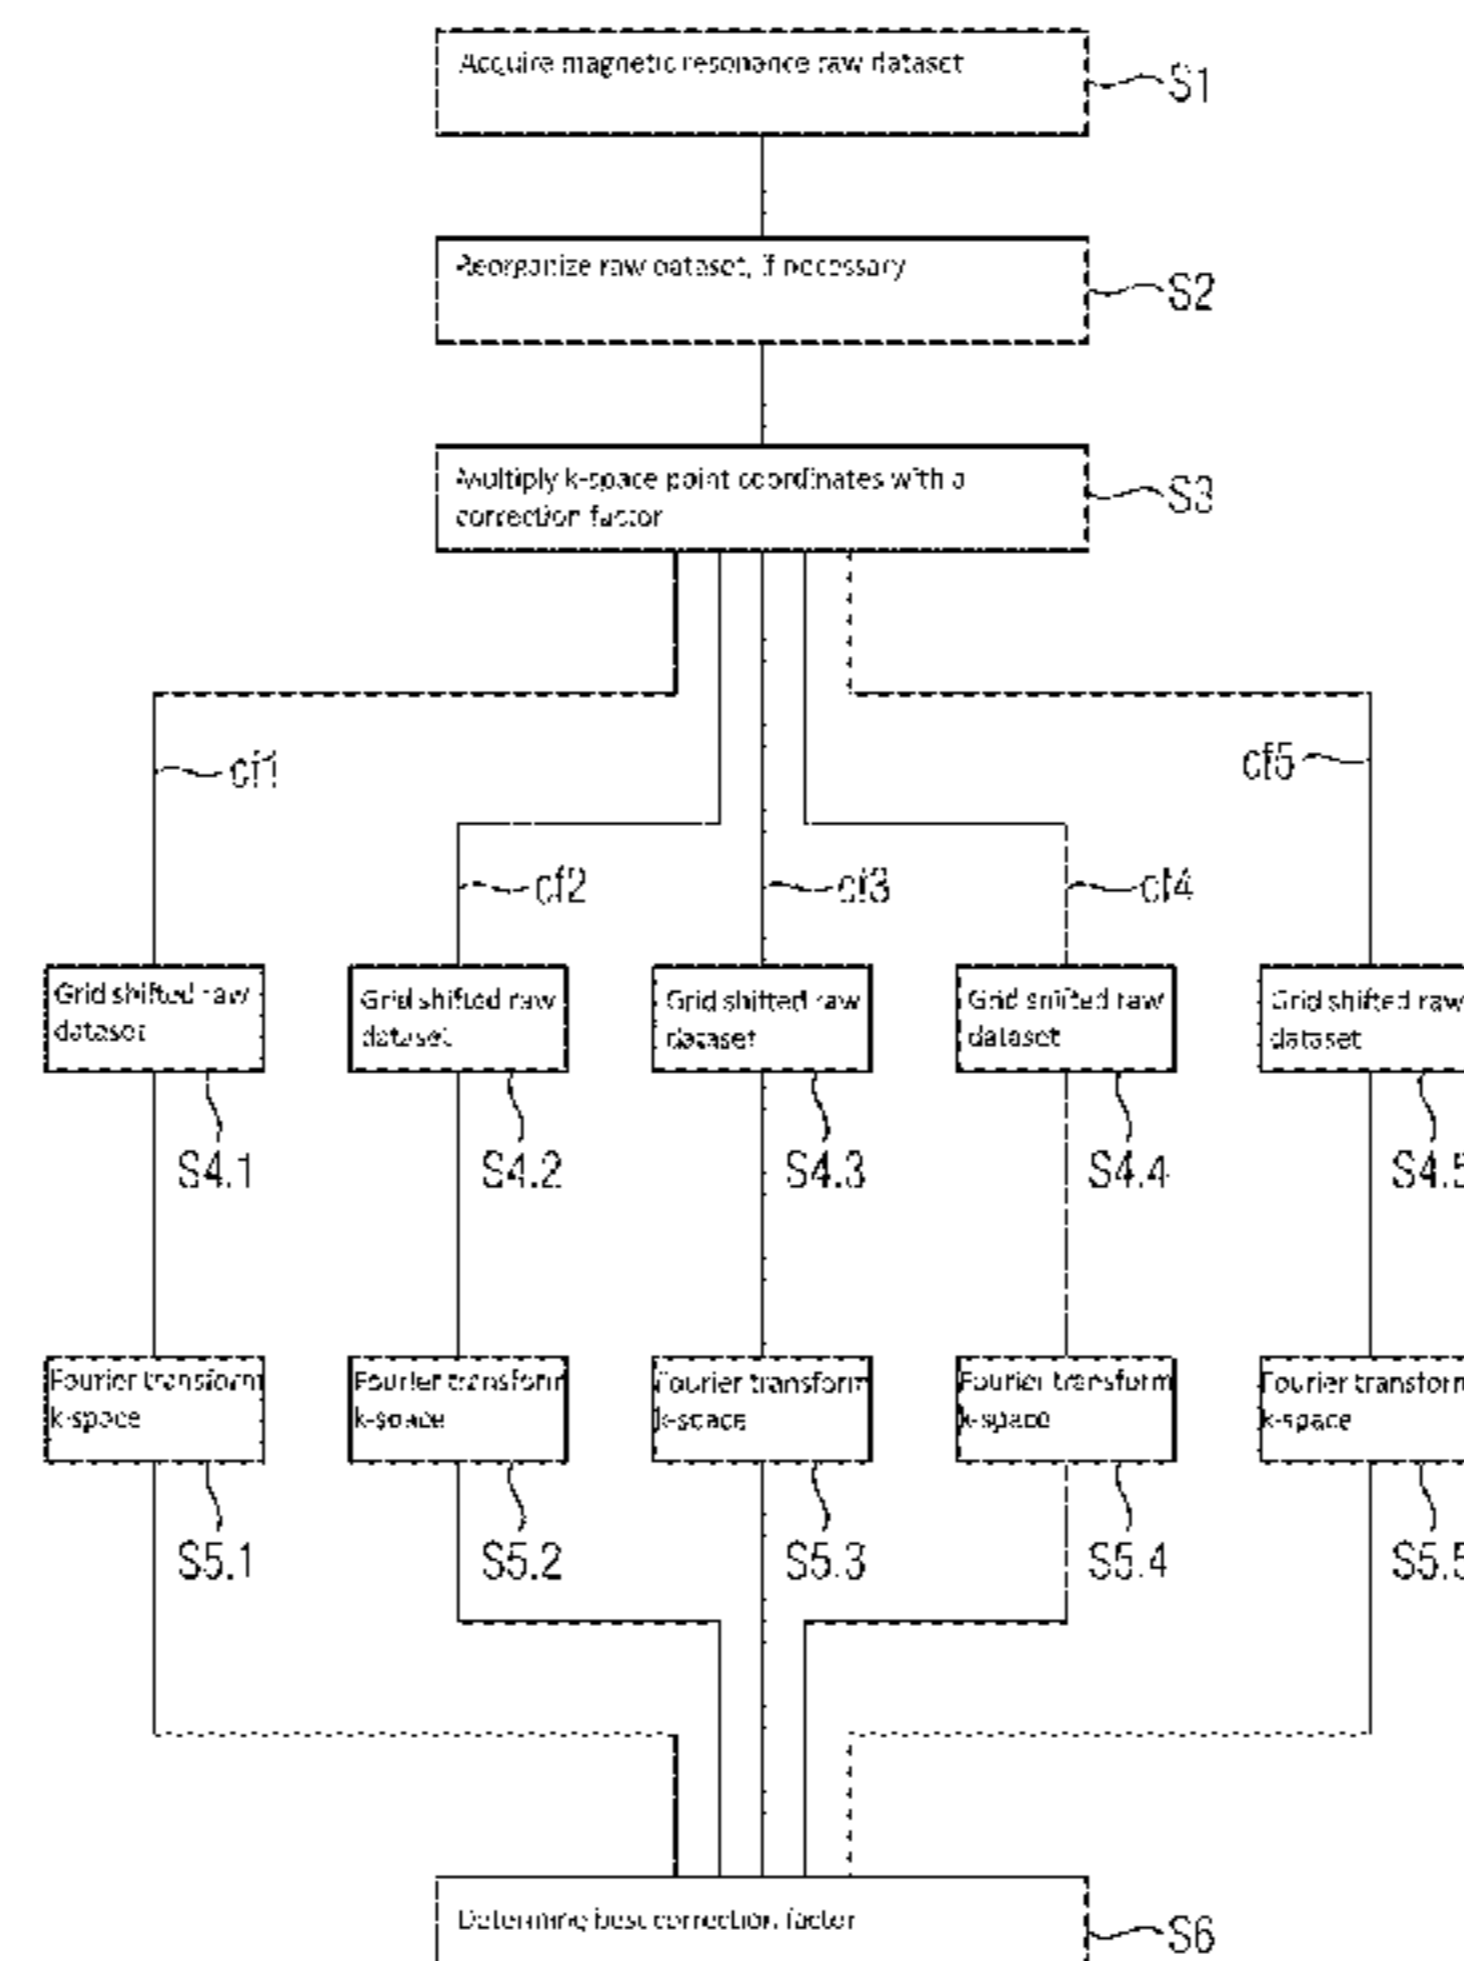 Acquire magnetic resonance raw dataset
S1
Reorganize raw dataset, if necessary
S2
Multiply k-space point coordinates with a
correction factor
S3
cf1
cf5
cf2
cf3
cf4
Grid shifted raw
dataset
Grid shifted raw
dataset
Grid shifted raw
dataset
Grid shifted raw
dataset
Grid shifted raw
dataset
S4.1
S4.2
S4.3
S4.4
S4.5
Fourier transform
k-space
Fourier transform
k-space
Fourier transform
k-space
Fourier transform
k-space
Fourier transform
k-space
S5.1
S5.2
S5.3
S5.4
S5.5
Determine best correction factor
S6